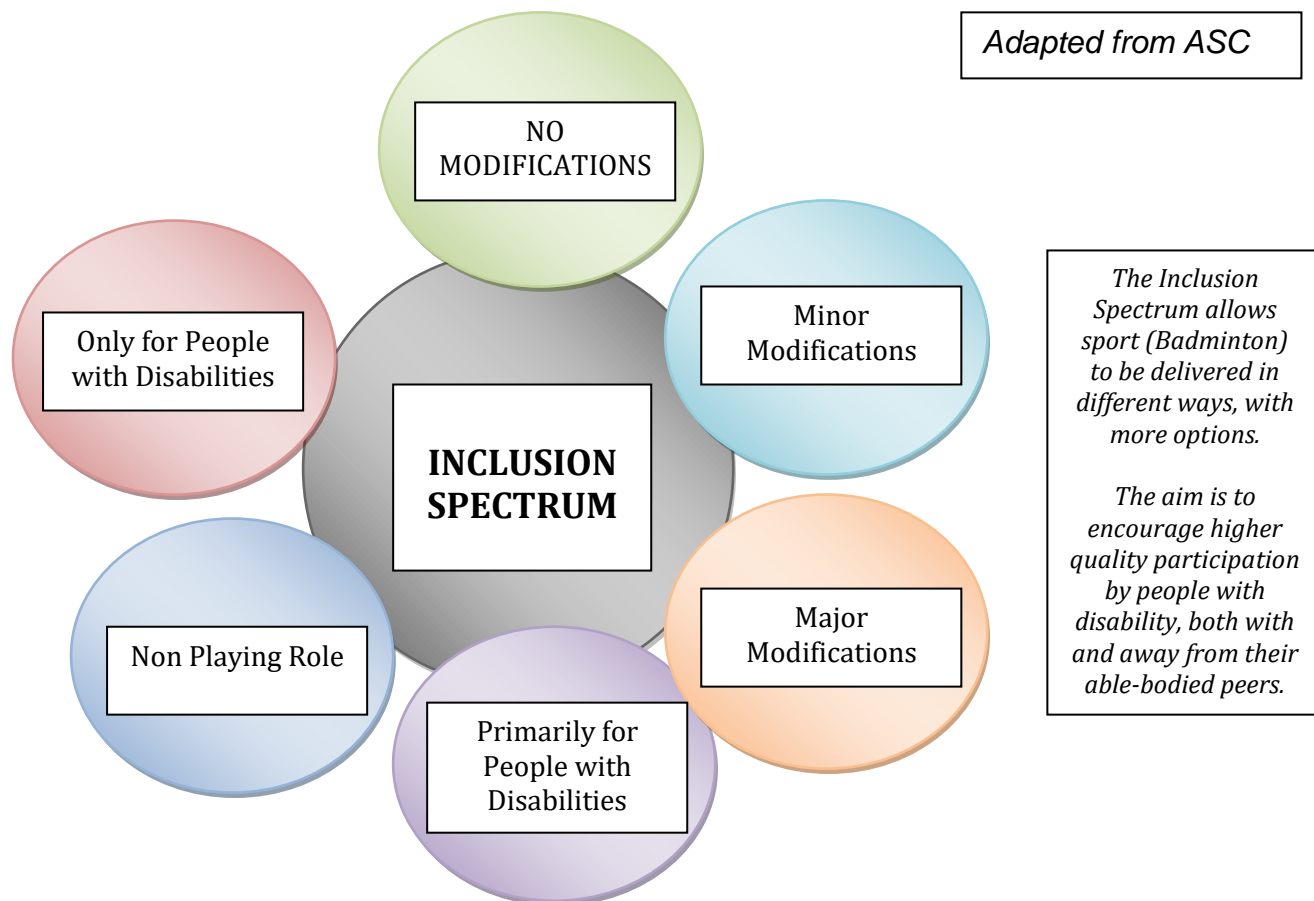 Adapted from ASC
NO
MODIFICATIONS
Minor
Modifications
Only for People
with Disabilities
INCLUSION
SPECTRUM
Major
Modifications
Non Playing Role
Primarily for
People with
Disabilities
The Inclusion
Spectrum allows
sport (Badminton)
to be delivered in
different ways, with
more options.
The aim is to
encourage higher
quality participation
by people with
disability, both with
and away from their
able-bodied peers.